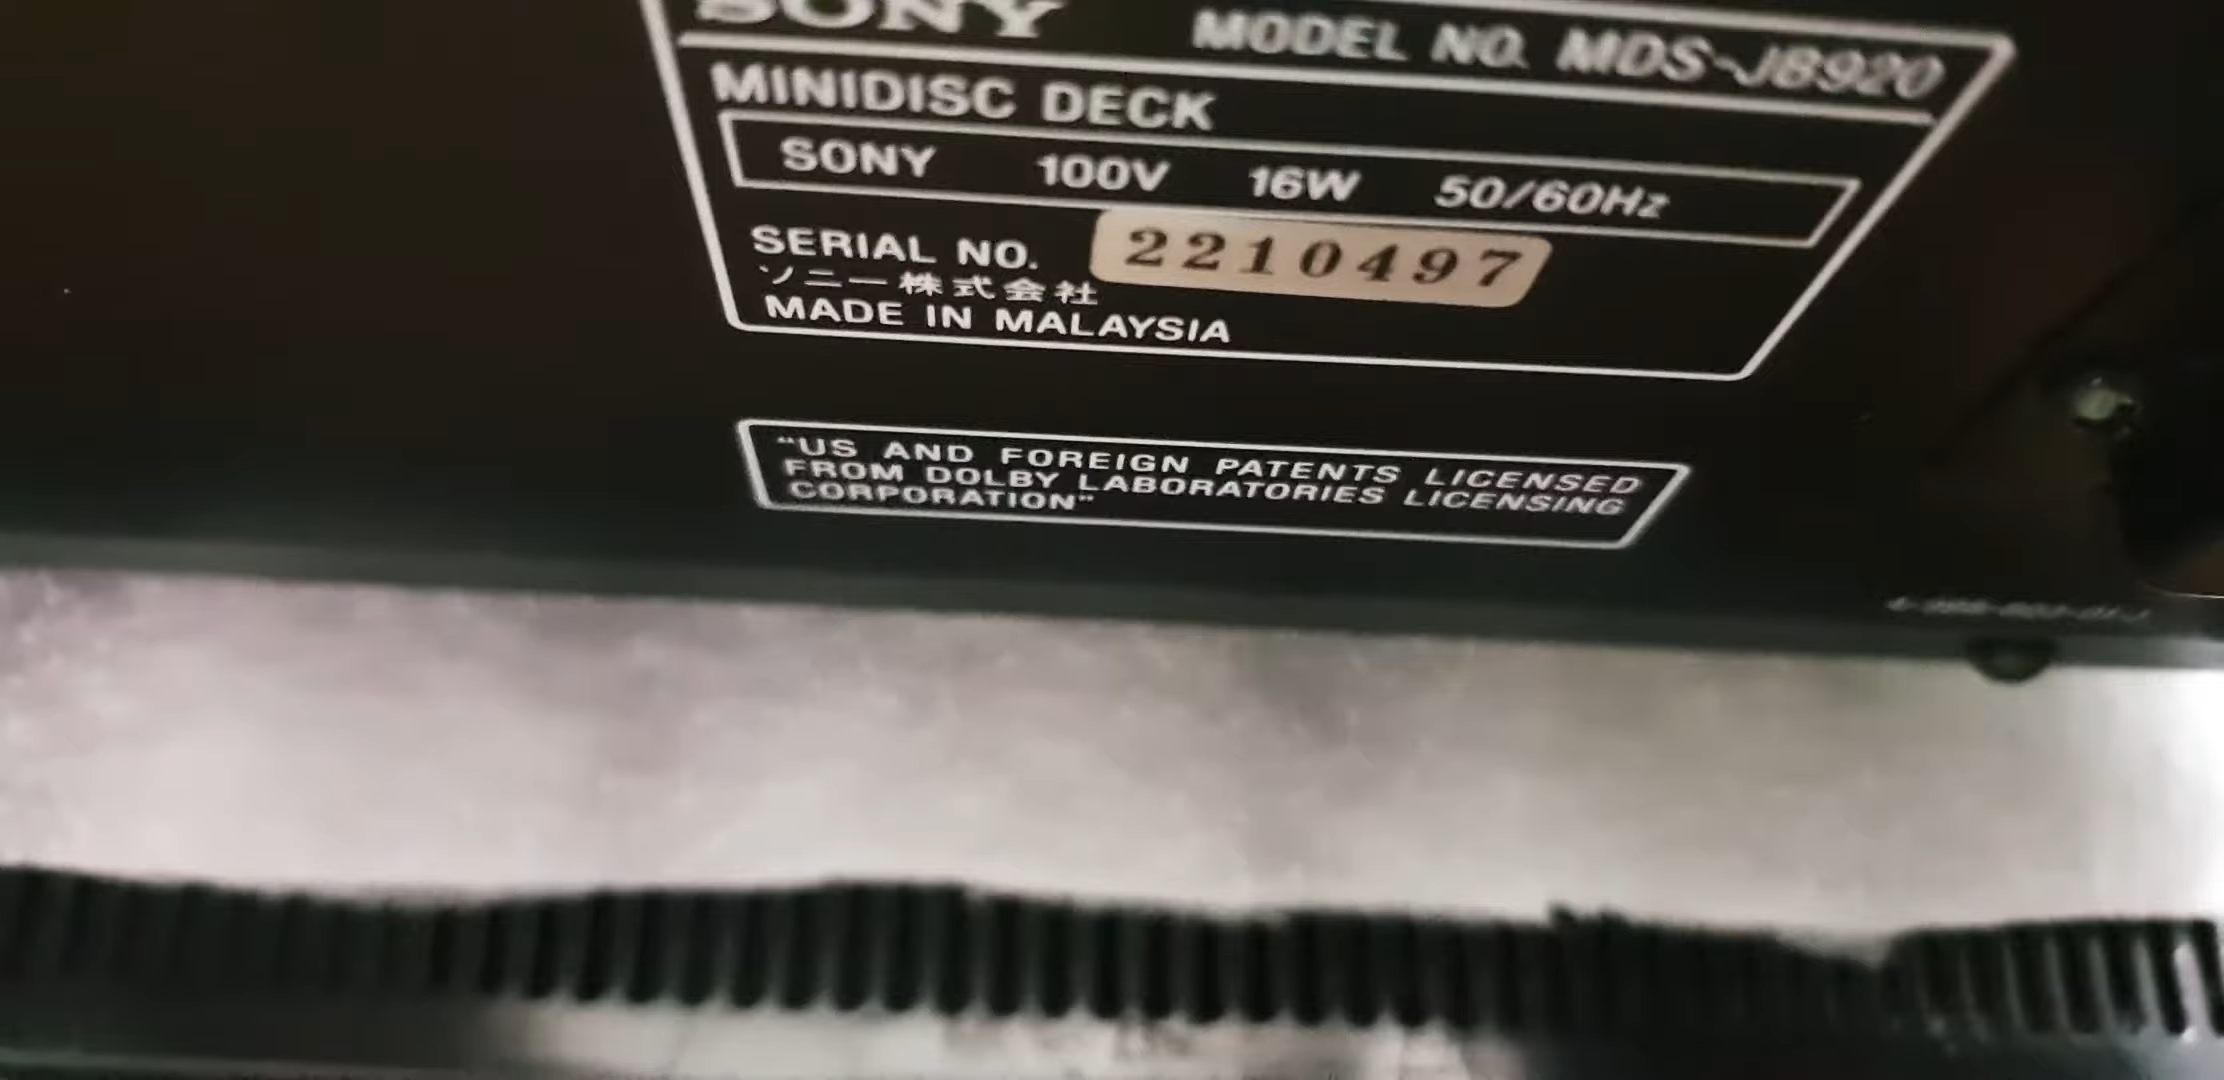 SONY MODEL NO. MDS-JB920
MINIDISC DECK
SONY 100V 16W 50/60Hz
SERIAL NO. 2210497
ソニー株式会社
MADE IN MALAYSIA
"US AND FOREIGN PATENTS LICENSED
FROM DOLBY LABORATORIES LICENSING
CORPORATION"